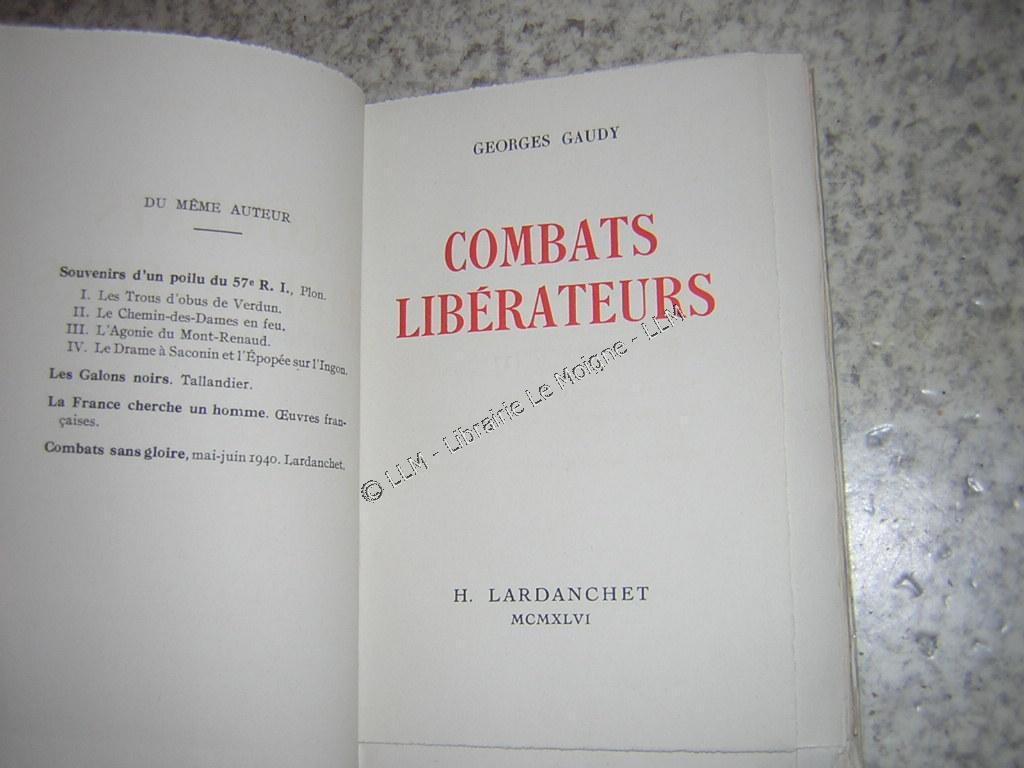 DU MÊME AUTEUR
Souvenirs d'un poilu du 57e R. I., Plon.
I. Les Trous d'obus de Verdun.
II. Le Chemin-des-Dames en feu.
III. L'Agonie du Mont-Renaud.
IV. Le Drame à Saconin et l'Épopée sur l'Ingon.
Les Galons noirs. Tallandier.
La France cherche un homme. Œuvres fran-
çaises.
Combats sans gloire, mai-juin 1940. Lardanchet.
GEORGES GAUDY
COMBATS
LIBÉRATEURS
© LLM - Librairie Le Moigne - LLM
H. LARDANCHET
MCMXLVI